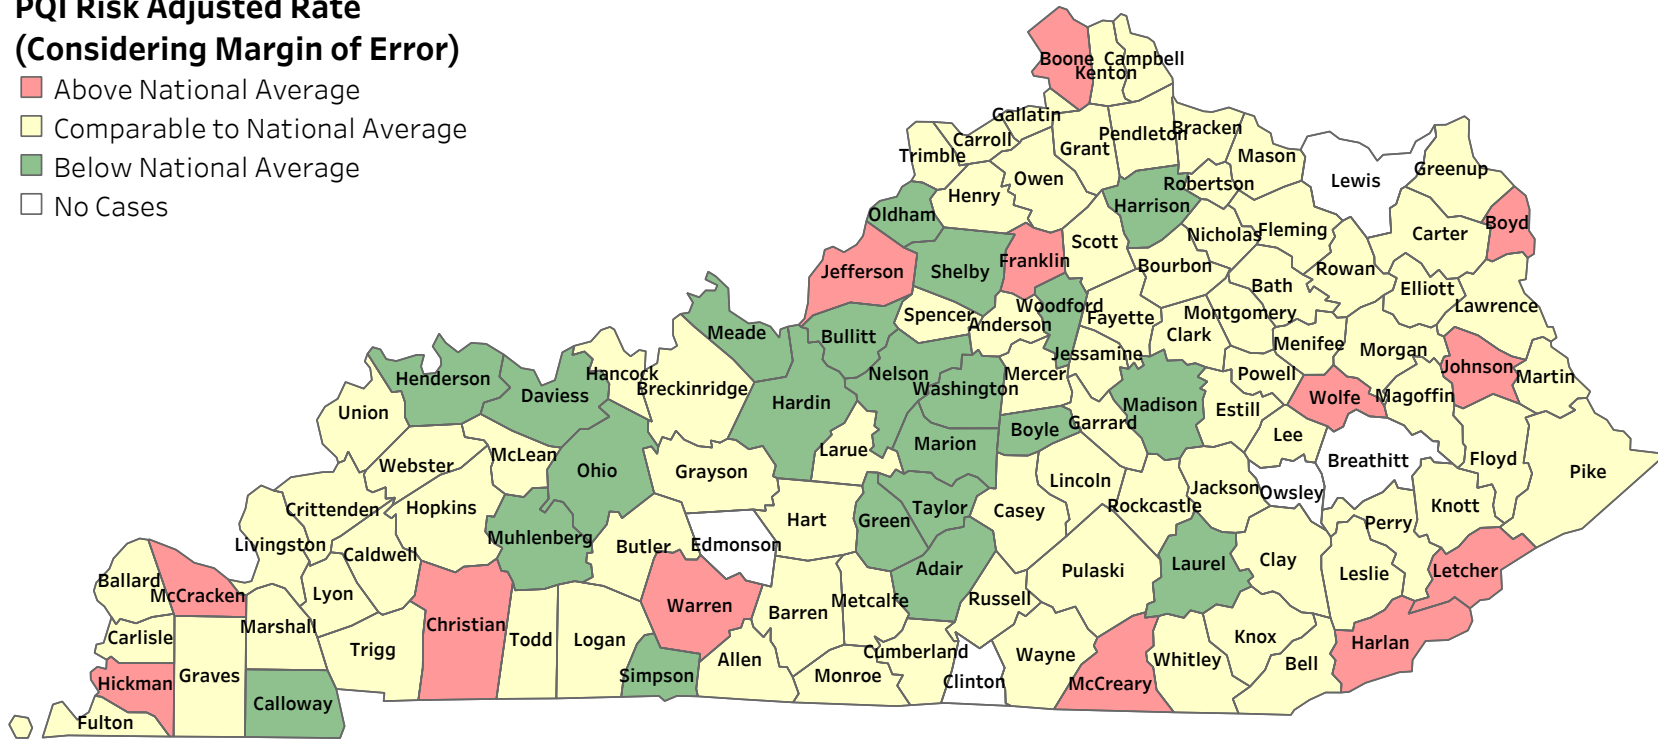 PQI Risk Adjusted Rate
(Considering Margin of Error)
Above National Average
Comparable to National Average
Below National Average
No Cases
Boone
Campbell
Kenton
Gallatin
Carroll
Trimble
Grant
Pendleton
Bracken
Mason
Lewis
Greenup
Owen
Henry
Robertson
Harrison
Oldham
Boyd
Carter
Scott
Nicholas
Fleming
Franklin
Shelby
Jefferson
Bourbon
Rowan
Bath
Elliott
Lawrence
Woodford
Spencer
Anderson
Fayette
Montgomery
Clark
Meade
Bullitt
Menifee
Morgan
Jessamine
Johnson
Martin
Henderson
Hancock
Breckinridge
Nelson
Mercer
Washington
Powell
Daviess
Wolfe
Magoffin
Hardin
Madison
Union
Estill
Garrard
Boyle
Lee
Marion
Larue
McLean
Webster
Ohio
Grayson
Breathitt
Floyd
Pike
Lincoln
Jackson
Owsley
Rockcastle
Knott
Crittenden
Hopkins
Taylor
Casey
Green
Hart
Perry
Muhlenberg
Livingston
Butler
Edmonson
Caldwell
Clay
Laurel
Adair
Pulaski
Leslie
Letcher
Ballard
McCracken
Lyon
Metcalfe
Russell
Warren
Barren
Marshall
Christian
Carlisle
Todd
Logan
Knox
Harlan
Trigg
Cumberland
Wayne
Whitley
Bell
Allen
Graves
Simpson
Monroe
Clinton
McCreary
Hickman
Calloway
Fulton